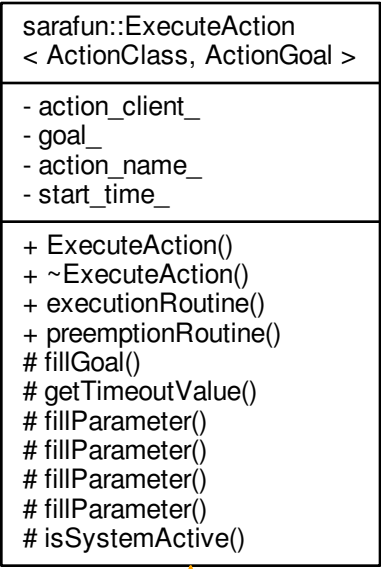 sarafun::ExecuteAction
< ActionClass, ActionGoal >
- action_client_
- goal_
- action_name_
- start_time_
+ ExecuteAction()
+ ~ExecuteAction()
+ executionRoutine()
+ preemptionRoutine()
# fillGoal()
# getTimeoutValue()
# fillParameter()
# fillParameter()
# fillParameter()
# fillParameter()
# isSystemActive()